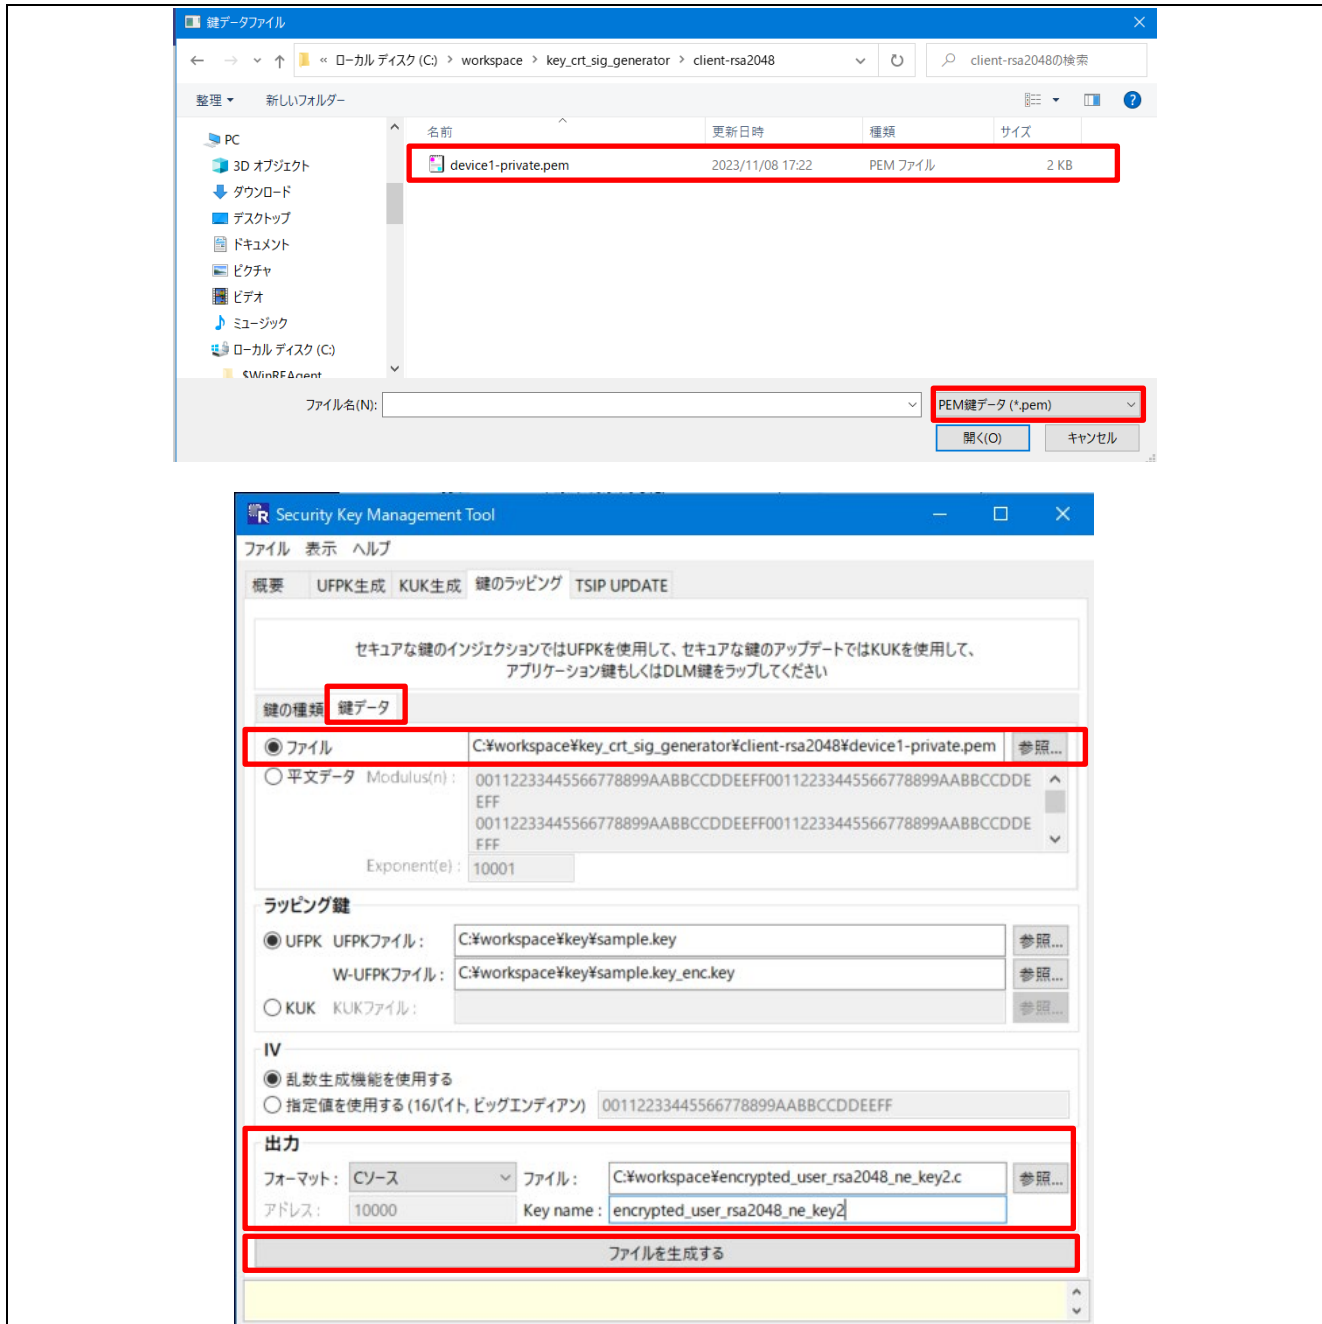 鍵データファイル
« ローカル ディスク (C:) > workspace > key_crt_sig_generator > client-rsa2048
client-rsa2048の検索
整理 新しいフォルダー
名前 更新日時 種類 サイズ
PC
device1-private.pem 2023/11/08 17:22 PEM ファイル 2 KB
3D オブジェクト
ダウンロード
デスクトップ
ドキュメント
ピクチャ
ビデオ
ミュージック
ローカル ディスク (C:)
$WinREAgent
ファイル名(N):
PEM鍵データ (*.pem)
開く(O) キャンセル
Security Key Management Tool
ファイル 表示 ヘルプ
概要 UFPK生成 KUK生成 鍵のラッピング TSIP UPDATE
セキュアな鍵のインジェクションではUFPKを使用して、セキュアな鍵のアップデートではKUKを使用して、
アプリケーション鍵もしくはDLM鍵をラップしてください
鍵の種類 鍵データ
ファイル C:¥workspace¥key_crt_sig_generator¥client-rsa2048¥device1-private.pem 参照...
平文データ Modulus(n) : 00112233445566778899AABBCCDDEEFF00112233445566778899AABBCCDDE
EFF
00112233445566778899AABBCCDDEEFF00112233445566778899AABBCCDDE
EFF
Exponent(e) : 10001
ラッピング鍵
UFPK UFPKファイル : C:¥workspace¥key¥sample.key 参照...
W-UFPKファイル : C:¥workspace¥key¥sample.key_enc.key 参照...
KUK KUKファイル : 参照...
IV
乱数生成機能を使用する
指定値を使用する (16バイト, ビッグエンディアン) 00112233445566778899AABBCCDDEEFF
出力
フォーマット : Cソース ファイル : C:¥workspace¥encrypted_user_rsa2048_ne_key2.c 参照...
アドレス : 10000 Key name : encrypted_user_rsa2048_ne_key2
ファイルを生成する